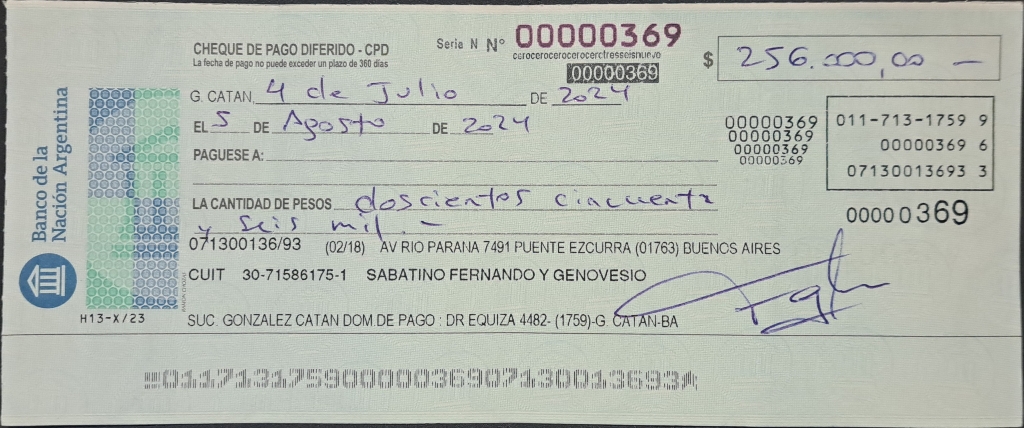 Banco de la
Nación Argentina
H13-X/23
CHEQUE DE PAGO DIFERIDO - CPD
La fecha de pago no puede exceder un plazo de 360 días
Serie N Nº 00000369
cerocerocerocerocerotresseisnueve
00000369
$ 256.000,00 —
G. CATAN, 4 de Julio DE 2024
EL 5 DE Agosto DE 2024
PAGUESE A:
LA CANTIDAD DE PESOS doscientos cincuenta
y seis mil. —
00000369
00000369
00000369
00000369
011-713-1759 9
00000369 6
07130013693 3
00000369
071300136/93 (02/18) AV RIO PARANA 7491 PUENTE EZCURRA (01763) BUENOS AIRES
CUIT 30-71586175-1 SABATINO FERNANDO Y GENOVESIO
SUC. GONZALEZ CATAN DOM.DE PAGO : DR EQUIZA 4482- (1759)-G. CATAN-BA
01171317590000036907130013693